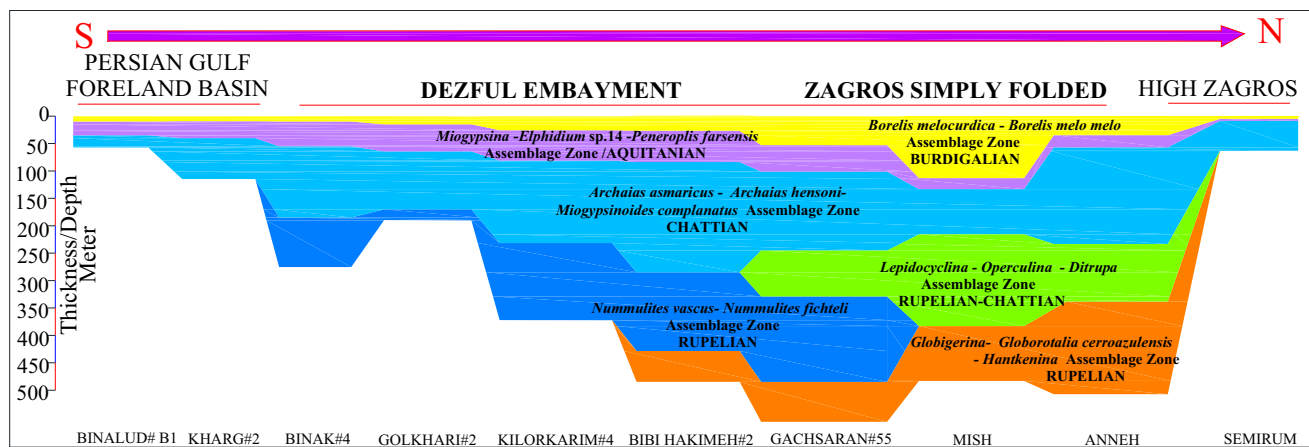 S
N
PERSIAN GULF
FORELAND BASIN
DEZFUL EMBAYMENT
ZAGROS SIMPLY FOLDED
HIGH ZAGROS
Thickness/Depth
Meter
0
50
100
150
200
250
300
350
400
450
500
Miogypsina -Elphidium sp.14 -Peneroplis farsensis
Assemblage Zone /AQUITANIAN
Borelis melocurdica - Borelis melo melo
Assemblage Zone
BURDIGALIAN
Archaias asmaricus - Archaias hensoni-
Miogypsinoides complanatus Assemblage Zone
CHATTIAN
Lepidocyclina - Operculina - Ditrupa
Assemblage Zone
RUPELIAN-CHATTIAN
Nummulites vascus- Nummulites fichteli
Assemblage Zone
RUPELIAN
Globigerina- Globorotalia cerroazulensis
- Hantkenina Assemblage Zone
RUPELIAN
BINALUD# B1
KHARG#2
BINAK#4
GOLKHARI#2
KILORKARIM#4
BIBI HAKIMEH#2
GACHSARAN#55
MISH
ANNEH
SEMIRUM